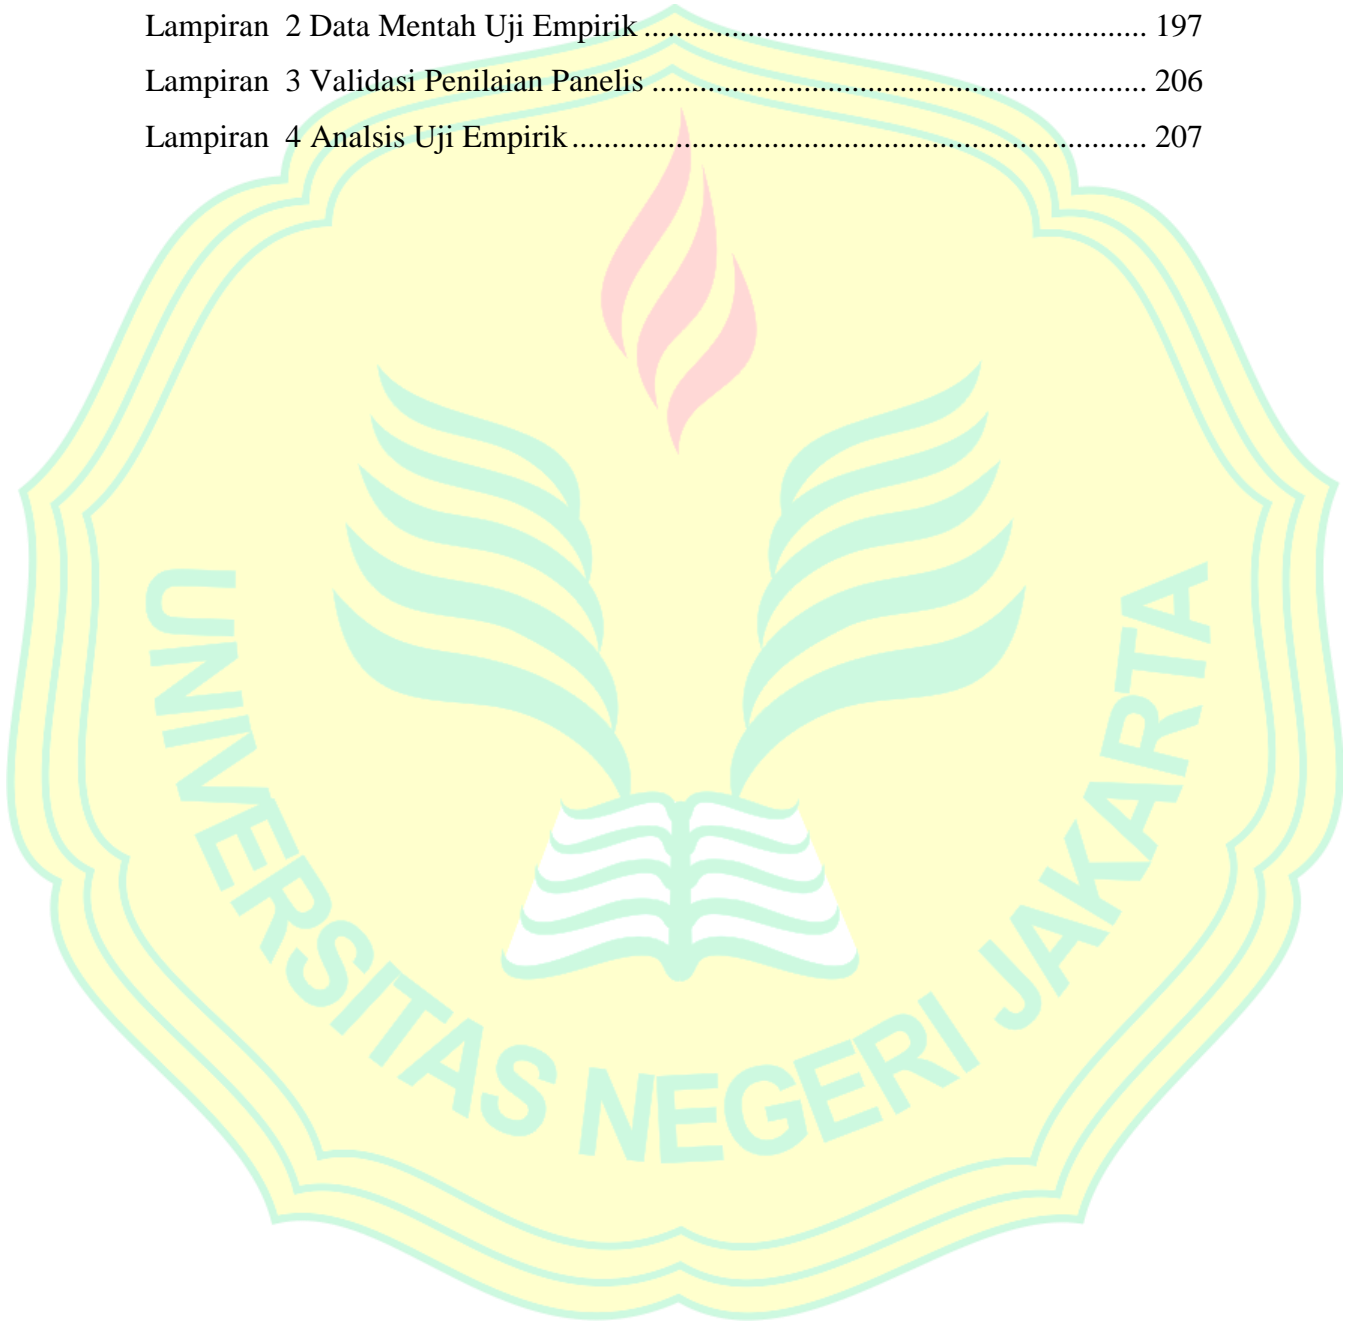 Lampiran  2 Data Mentah Uji Empirik ............................................................... 197
Lampiran  3 Validasi Penilaian Panelis .............................................................. 206
Lampiran  4 Analsis Uji Empirik ........................................................................ 207
UNIVERSITAS NEGERI JAKARTA